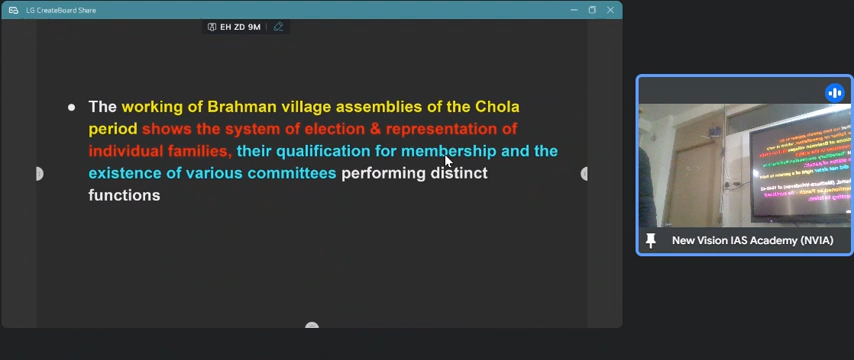 LG CreateBoard Share
EH ZD 9M
● The working of Brahman village assemblies of the Chola
period shows the system of election & representation of
individual families, their qualification for membership and the
existence of various committees performing distinct
functions
New Vision IAS Academy (NVIA)